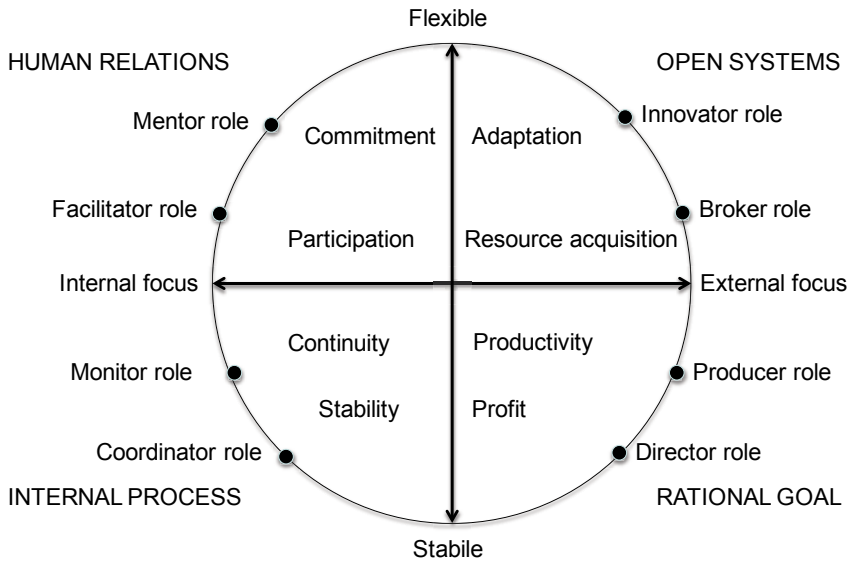 Flexible
HUMAN RELATIONS
OPEN SYSTEMS
Mentor role
Commitment
Adaptation
Innovator role
Facilitator role
Participation
Resource acquisition
Broker role
Internal focus
External focus
Continuity
Productivity
Monitor role
Producer role
Stability
Profit
Coordinator role
Director role
INTERNAL PROCESS
RATIONAL GOAL
Stabile